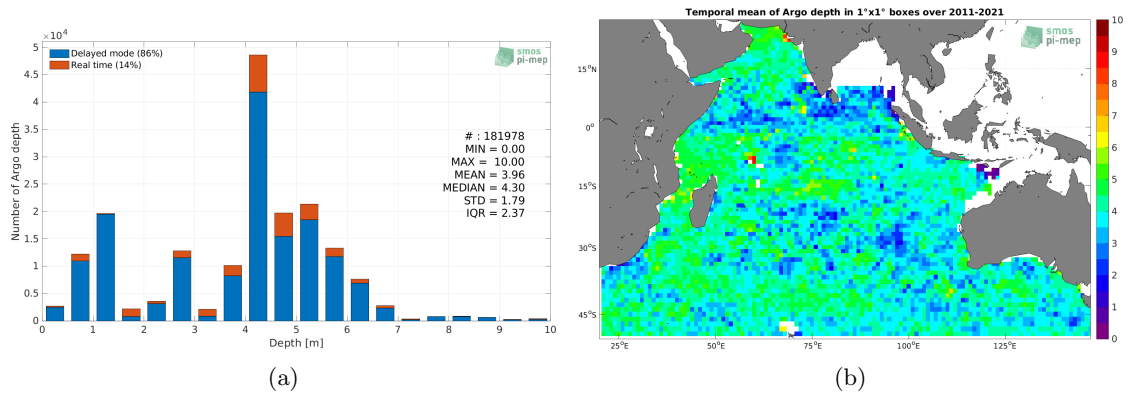 ×10⁴
Delayed mode (86%)
Real time (14%)
smos
pi-mep
5
4.5
4
3.5
3
2.5
2
1.5
1
0.5
0
Number of Argo depth
# : 181978
MIN = 0.00
MAX = 10.00
MEAN = 3.96
MEDIAN = 4.30
STD = 1.79
IQR = 2.37
0 1 2 3 4 5 6 7 8 9 10
Depth [m]
(a)
Temporal mean of Argo depth in 1°x1° boxes over 2011-2021
smos
pi-mep
15°N
0°
15°S
30°S
45°S
25°E 50°E 75°E 100°E 125°E
10
9
8
7
6
5
4
3
2
1
0
(b)